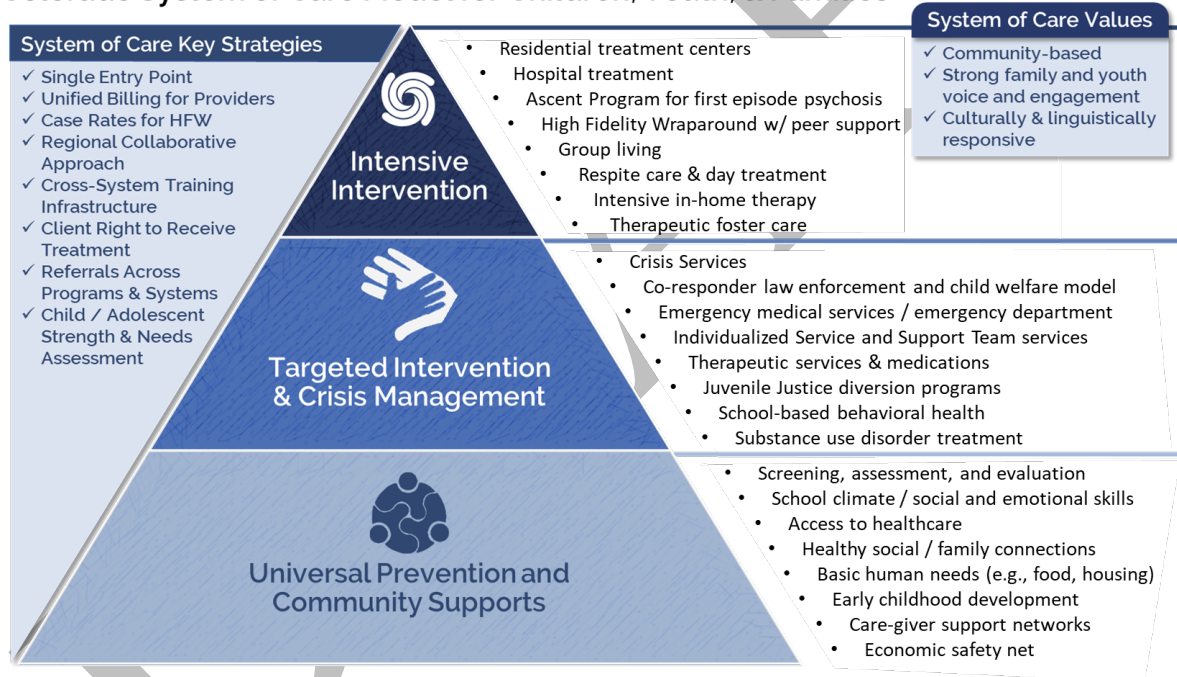 System of Care Model for Children, Youth, & Families
System of Care Key Strategies
✓ Single Entry Point
✓ Unified Billing for Providers
✓ Case Rates for HFW
✓ Regional Collaborative
Approach
✓ Cross-System Training
Infrastructure
✓ Client Right to Receive
Treatment
✓ Referrals Across
Programs & Systems
✓ Child / Adolescent
Strength & Needs
Assessment
Intensive
Intervention
• Residential treatment centers
• Hospital treatment
• Ascent Program for first episode psychosis
• High Fidelity Wraparound w/ peer support
• Group living
• Respite care & day treatment
• Intensive in-home therapy
• Therapeutic foster care
System of Care Values
✓ Community-based
✓ Strong family and youth
voice and engagement
✓ Culturally & linguistically
responsive
Targeted Intervention
& Crisis Management
• Crisis Services
• Co-responder law enforcement and child welfare model
• Emergency medical services / emergency department
• Individualized Service and Support Team services
• Therapeutic services & medications
• Juvenile Justice diversion programs
• School-based behavioral health
• Substance use disorder treatment
Universal Prevention and
Community Supports
• Screening, assessment, and evaluation
• School climate / social and emotional skills
• Access to healthcare
• Healthy social / family connections
• Basic human needs (e.g., food, housing)
• Early childhood development
• Care-giver support networks
• Economic safety net